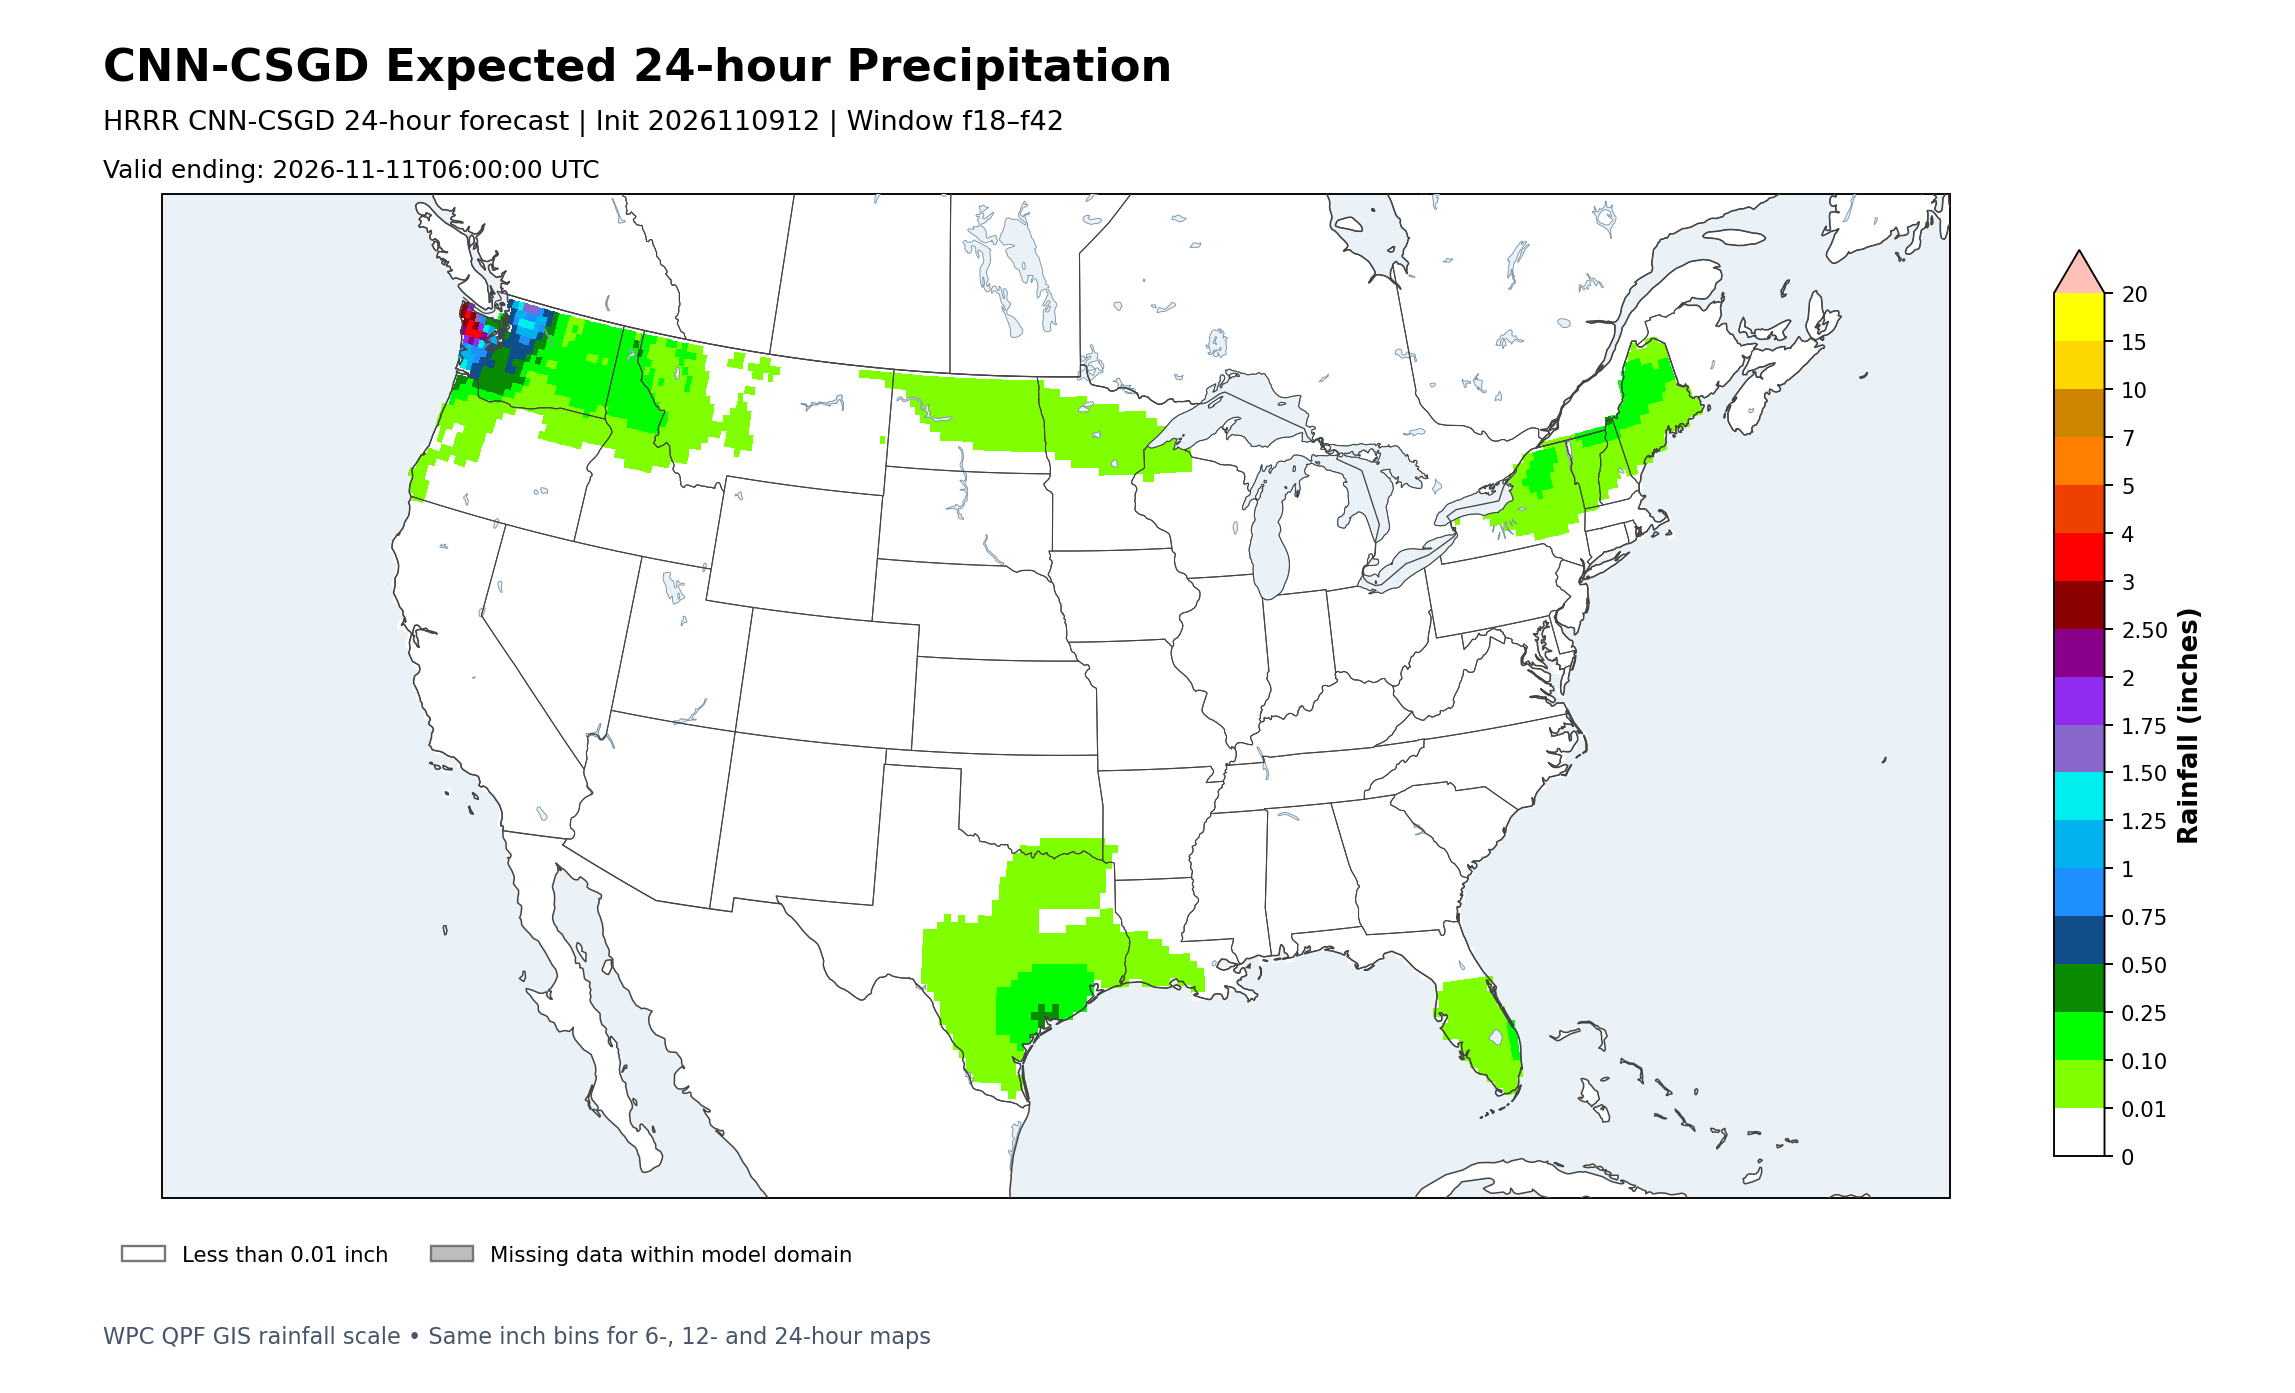 CNN-CSGD Expected 24-hour Precipitation
HRRR CNN-CSGD 24-hour forecast | Init 2026110912 | Window f18–f42
Valid ending: 2026-11-11T06:00:00 UTC
20
15
10
7
5
4
3
2.50
2
1.75
1.50
1.25
1
0.75
0.50
0.25
0.10
0.01
0
Rainfall (inches)
Less than 0.01 inch
Missing data within model domain
WPC QPF GIS rainfall scale • Same inch bins for 6-, 12- and 24-hour maps